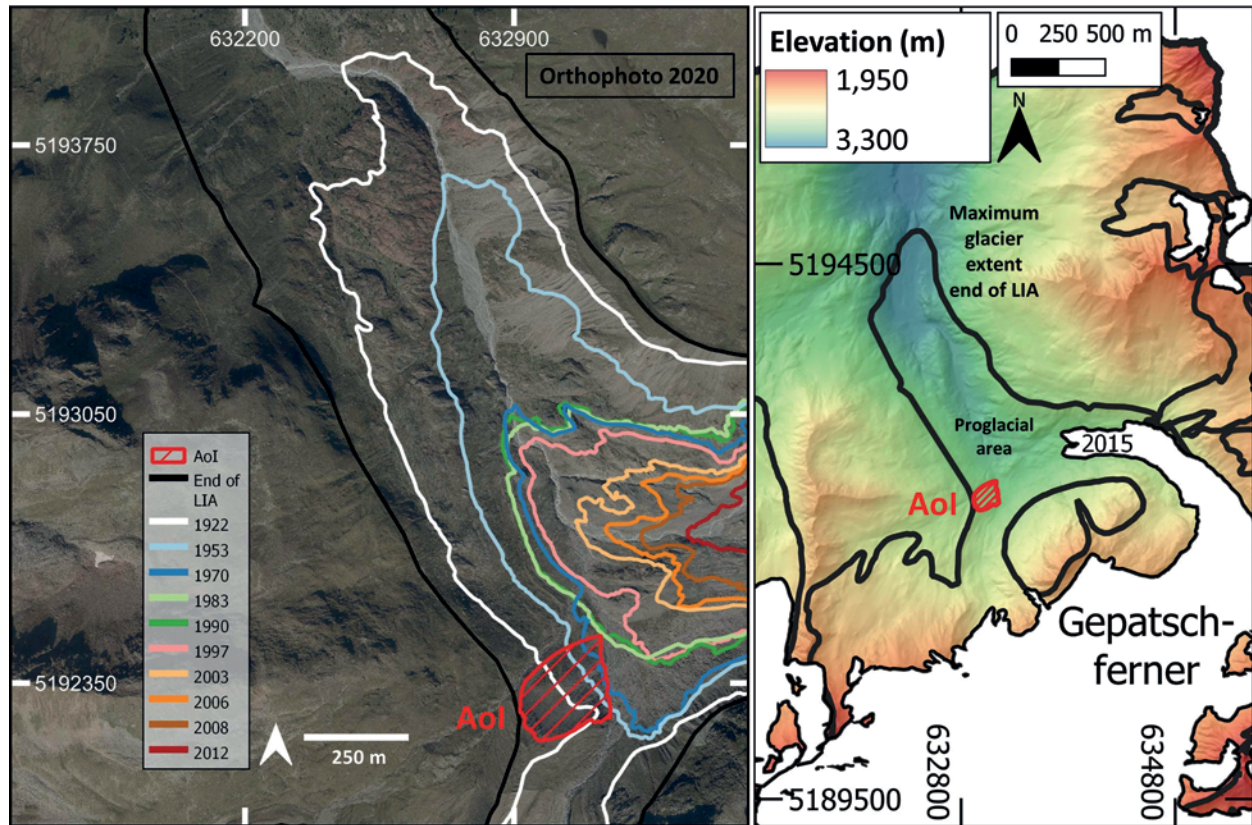 632200
632900
Orthophoto 2020
5193750
5193050
5192350
AoI
End of
LIA
1922
1953
1970
1983
1990
1997
2003
2006
2008
2012
AoI
250 m
Elevation (m)
1,950
3,300
0 250 500 m
N
Maximum
glacier
extent
end of LIA
5194500
Proglacial
area
2015
AoI
Gepatsch-
ferner
632800
634800
5189500